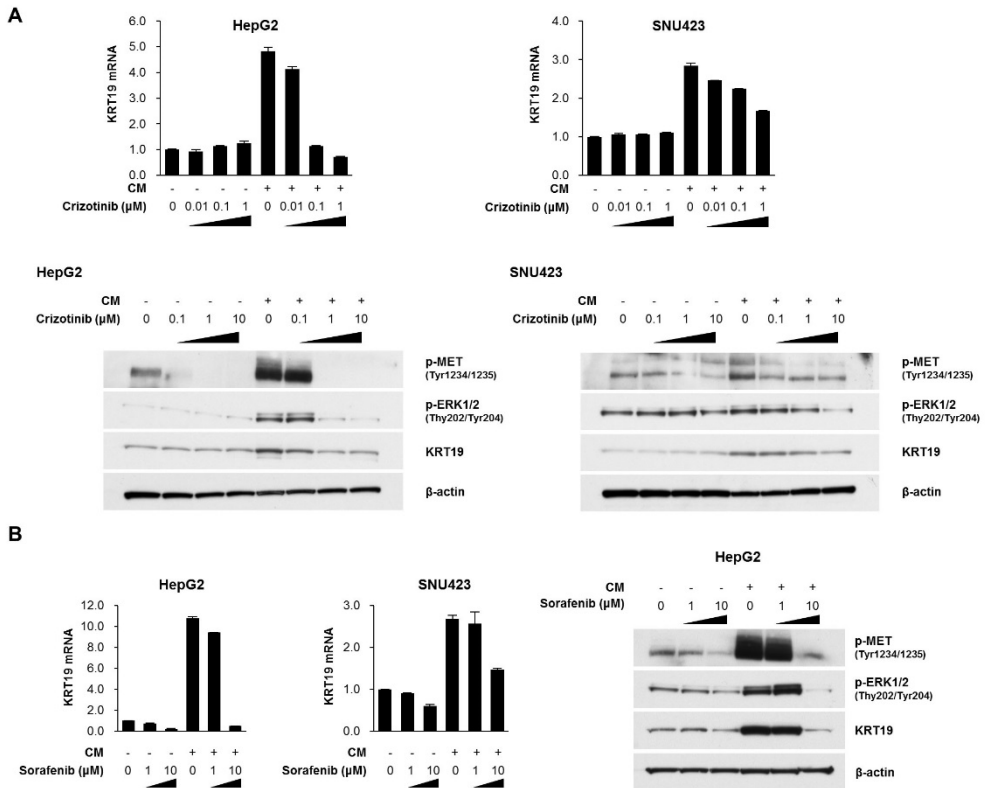 A
HepG2
KRT19 mRNA
6.0
5.0
4.0
3.0
2.0
1.0
0.0
CM - - - - + + + +
Crizotinib (μM) 0 0.01 0.1 1 0 0.01 0.1 1
SNU423
KRT19 mRNA
4.0
3.0
2.0
1.0
0.0
CM - - - - + + + +
Crizotinib (μM) 0 0.01 0.1 1 0 0.01 0.1 1
HepG2
CM - - - - + + + +
Crizotinib (μM) 0 0.1 1 10 0 0.1 1 10
p-MET
(Tyr1234/1235)
p-ERK1/2
(Thy202/Tyr204)
KRT19
β-actin
SNU423
CM - - - - + + + +
Crizotinib (μM) 0 0.1 1 10 0 0.1 1 10
p-MET
(Tyr1234/1235)
p-ERK1/2
(Thy202/Tyr204)
KRT19
β-actin
B
HepG2
KRT19 mRNA
12.0
10.0
8.0
6.0
4.0
2.0
0.0
CM - - - + + +
Sorafenib (μM) 0 1 10 0 1 10
SNU423
KRT19 mRNA
3.0
2.0
1.0
0.0
CM - - - + + +
Sorafenib (μM) 0 1 10 0 1 10
HepG2
CM - - - + + +
Sorafenib (μM) 0 1 10 0 1 10
p-MET
(Tyr1234/1235)
p-ERK1/2
(Thy202/Tyr204)
KRT19
β-actin